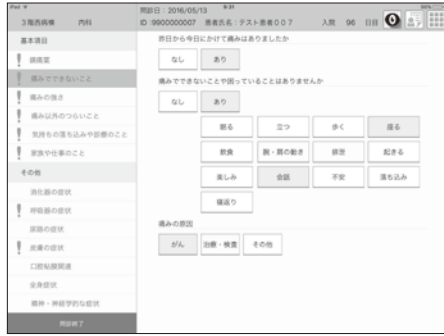 iPad
9:31
3階西病棟 内科
問診日：2016/05/13
ID :9900000007 患者氏名：テスト患者００７ 入院 96 日目
基本項目
鎮痛薬
痛みでできないこと
痛みの強さ
痛み以外のつらいこと
気持ちの落ち込みや診療のこと
家族や仕事のこと
その他
消化器の症状
呼吸器の症状
尿路の症状
皮膚の症状
口腔粘膜関連
全身症状
精神・神経学的な症状
問診終了
昨日から今日にかけて痛みはありましたか
なし あり
痛みでできないことや困っていることはありませんか
なし あり
眠る 立つ 歩く 座る
飲食 腕・肩の動き 排泄 起きる
楽しみ 会話 不安 落ち込み
寝返り
痛みの原因
がん 治療・検査 その他